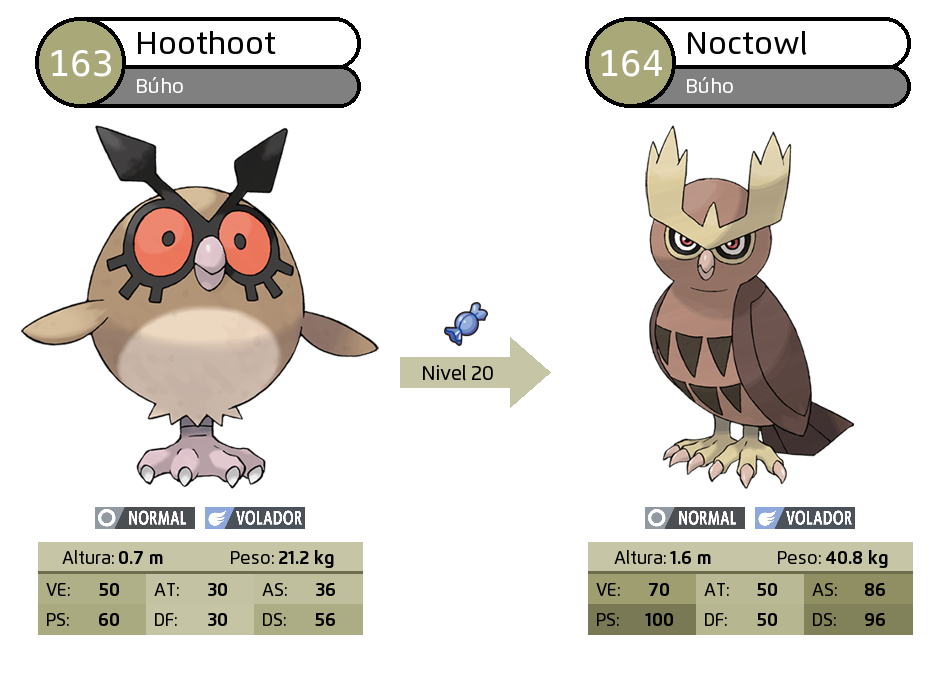 163 Hoothoot
Búho
164 Noctowl
Búho
Nivel 20
NORMAL VOLADOR
Altura: 0.7 m Peso: 21.2 kg
VE: 50 AT: 30 AS: 36
PS: 60 DF: 30 DS: 56
NORMAL VOLADOR
Altura: 1.6 m Peso: 40.8 kg
VE: 70 AT: 50 AS: 86
PS: 100 DF: 50 DS: 96